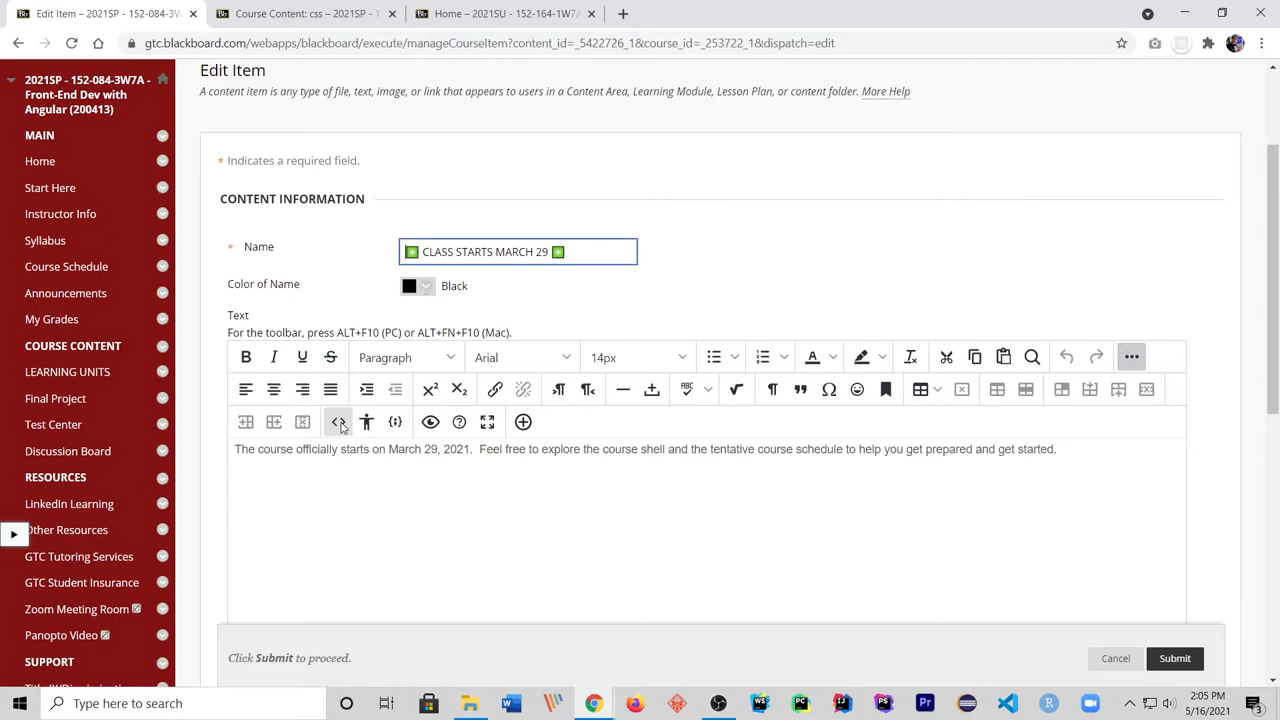 Edit Item – 2021SP - 152-084-3W
Course Content: css – 2021SP - 1
Home – 2021SU - 152-164-1W7A
gtc.blackboard.com/webapps/blackboard/execute/manageCourseItem?content_id=_5422726_1&course_id=_253722_1&dispatch=edit
2021SP - 152-084-3W7A -
Front-End Dev with
Angular (200413)
MAIN
Home
Start Here
Instructor Info
Syllabus
Course Schedule
Announcements
My Grades
COURSE CONTENT
LEARNING UNITS
Final Project
Test Center
Discussion Board
RESOURCES
LinkedIn Learning
Other Resources
GTC Tutoring Services
GTC Student Insurance
Zoom Meeting Room
Panopto Video
SUPPORT
Edit Item
A content item is any type of file, text, image, or link that appears to users in a Content Area, Learning Module, Lesson Plan, or content folder. More Help
* Indicates a required field.
CONTENT INFORMATION
* Name
✳️ CLASS STARTS MARCH 29 ✳️
Color of Name
Black
Text
For the toolbar, press ALT+F10 (PC) or ALT+FN+F10 (Mac).
B I U S Paragraph Arial 14px
The course officially starts on March 29, 2021. Feel free to explore the course shell and the tentative course schedule to help you get prepared and get started.
Click Submit to proceed.
Cancel
Submit
Type here to search
2:05 PM
5/16/2021
3